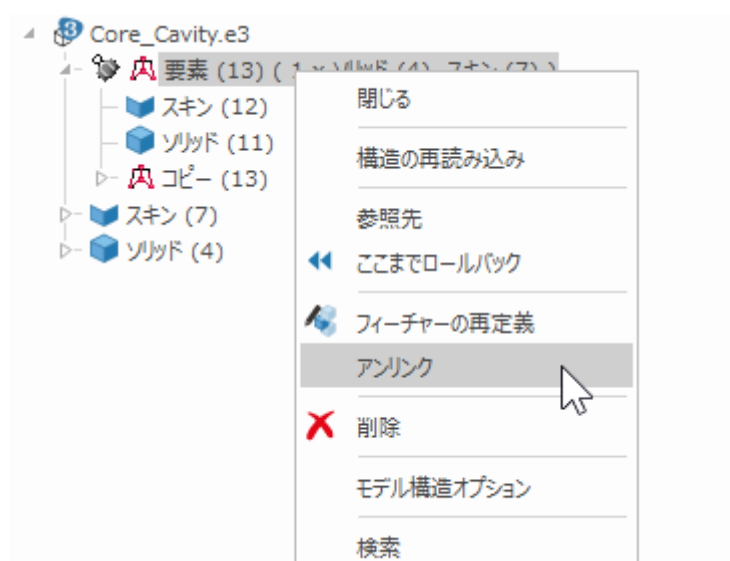 Core_Cavity.e3
要素 (13) ( 1 x ソリッド (4), スキン (7) )
スキン (12)
ソリッド (11)
コピー (13)
スキン (7)
ソリッド (4)
閉じる
構造の再読み込み
参照先
ここまでロールバック
フィーチャーの再定義
アンリンク
削除
モデル構造オプション
検索